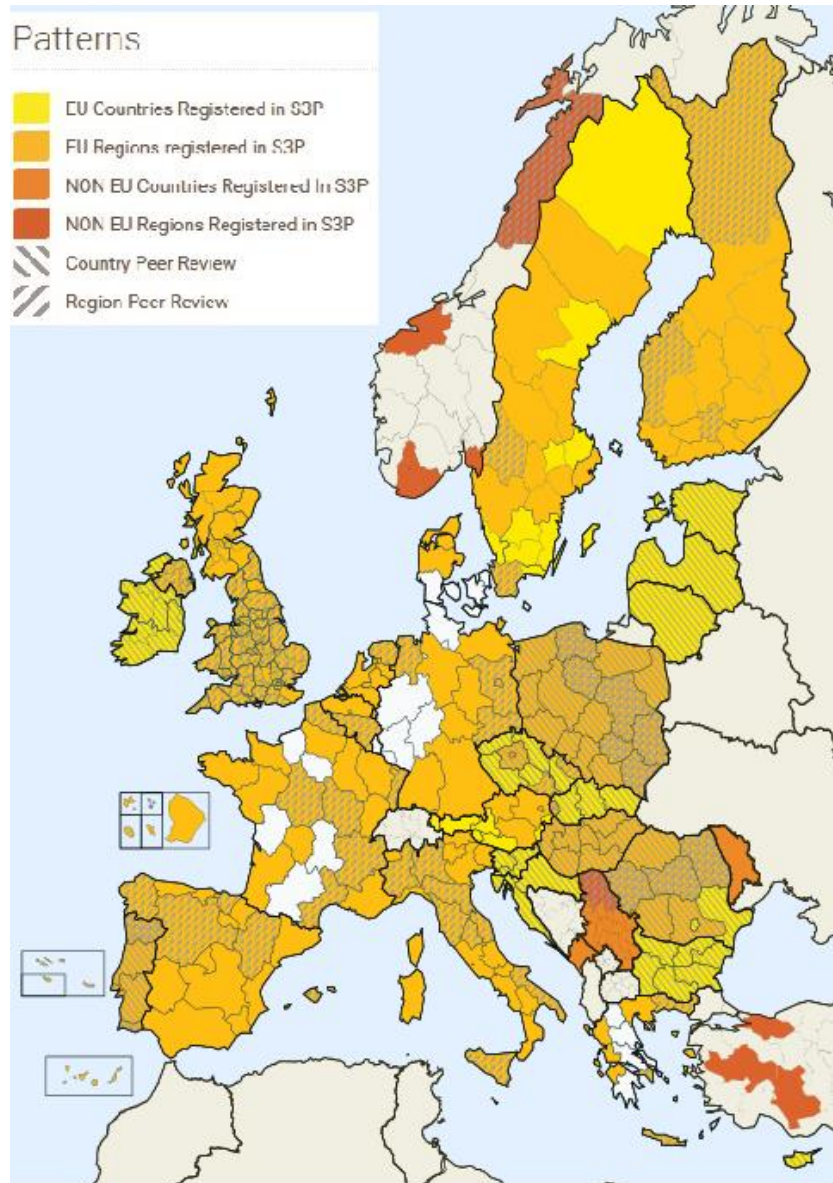 Patterns
EU Countries Registered in S3P
EU Regions registered in S3P
NON EU Countries Registered In S3P
NON EU Regions Registered in S3P
Country Peer Review
Region Peer Review